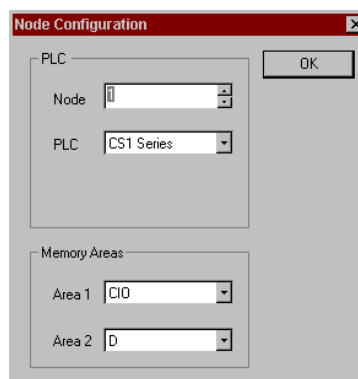 Node Configuration
PLC
OK
Node 1
PLC CS1 Series
Memory Areas
Area 1 CIO
Area 2 D